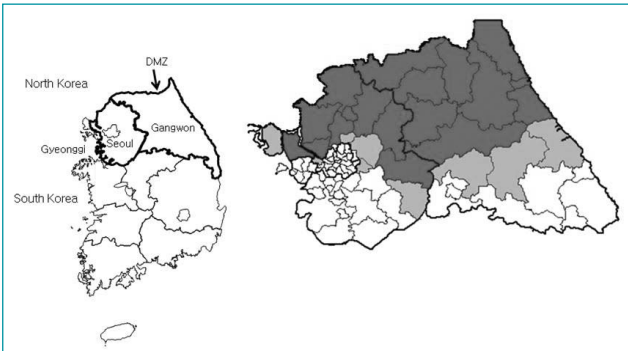 DMZ
North Korea
Gangwon
Seoul
Gyeonggi
South Korea